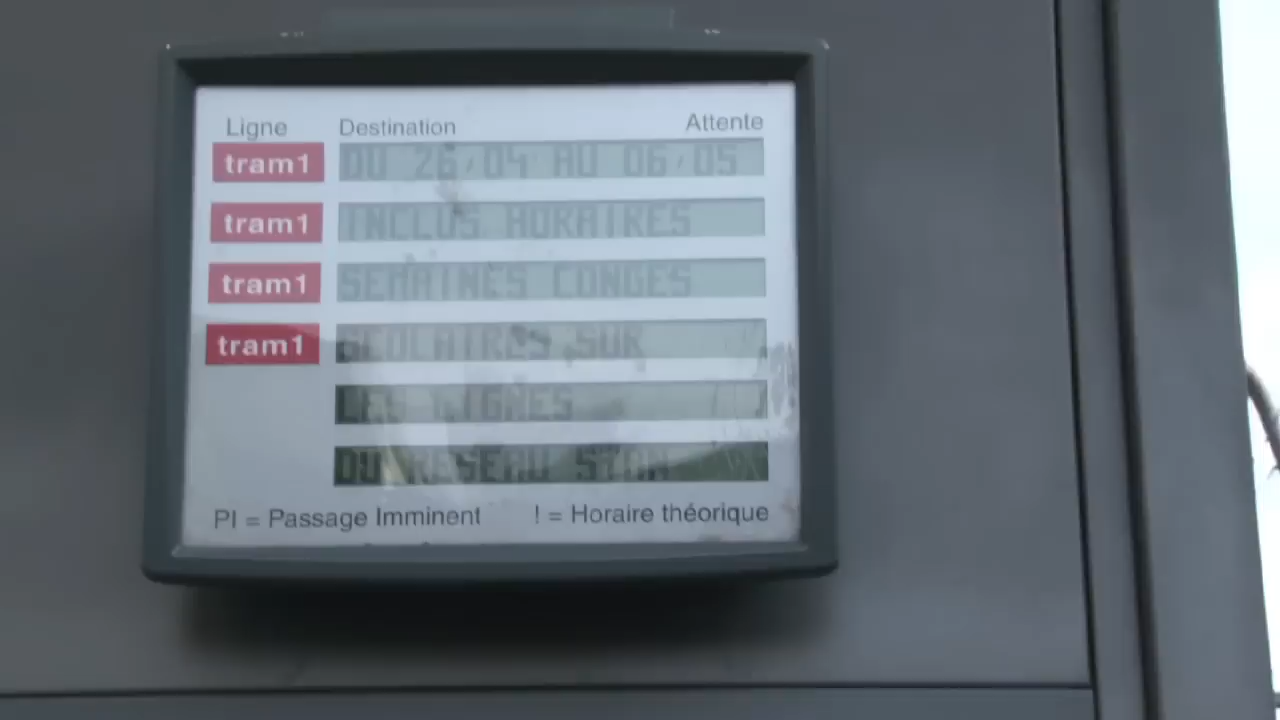 Ligne Destination Attente
tram1 DU 26/04 AU 06/05
tram1 INCLUS HORAIRES
tram1 SEMAINES CONGES
tram1 SCOLAIRES SUR
LES LIGNES
DU RESEAU STAN
PI = Passage Imminent ! = Horaire théorique